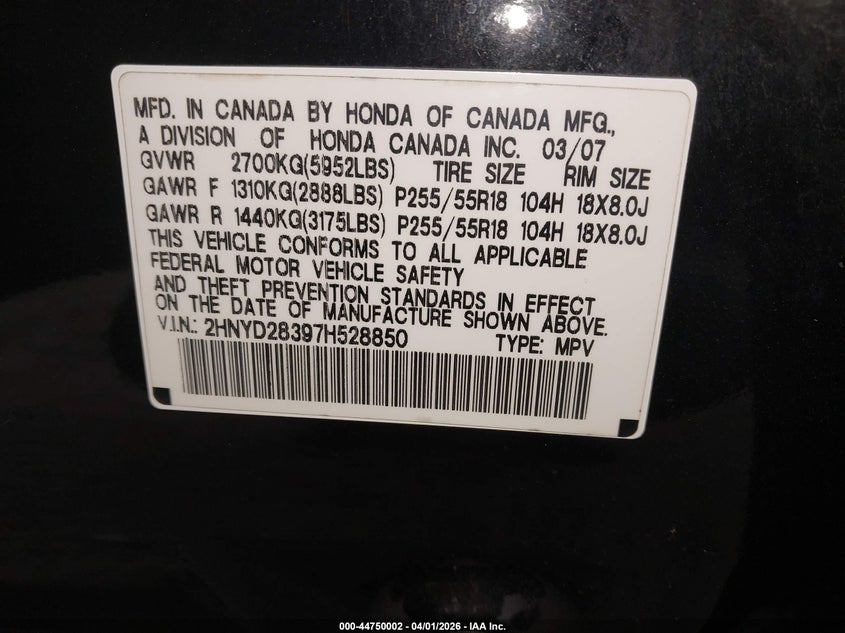 MFD. IN CANADA BY HONDA OF CANADA MFG.,
A DIVISION OF HONDA CANADA INC. 03/07
GVWR 2700KG(5952LBS) TIRE SIZE RIM SIZE
GAWR F 1310KG(2888LBS) P255/55R18 104H 18X8.0J
GAWR R 1440KG(3175LBS) P255/55R18 104H 18X8.0J
THIS VEHICLE CONFORMS TO ALL APPLICABLE
FEDERAL MOTOR VEHICLE SAFETY
AND THEFT PREVENTION STANDARDS IN EFFECT
ON THE DATE OF MANUFACTURE SHOWN ABOVE.
V.I.N.: 2HNYD28397H528850 TYPE: MPV
000-44750002 - 04/01/2026 - IAA Inc.